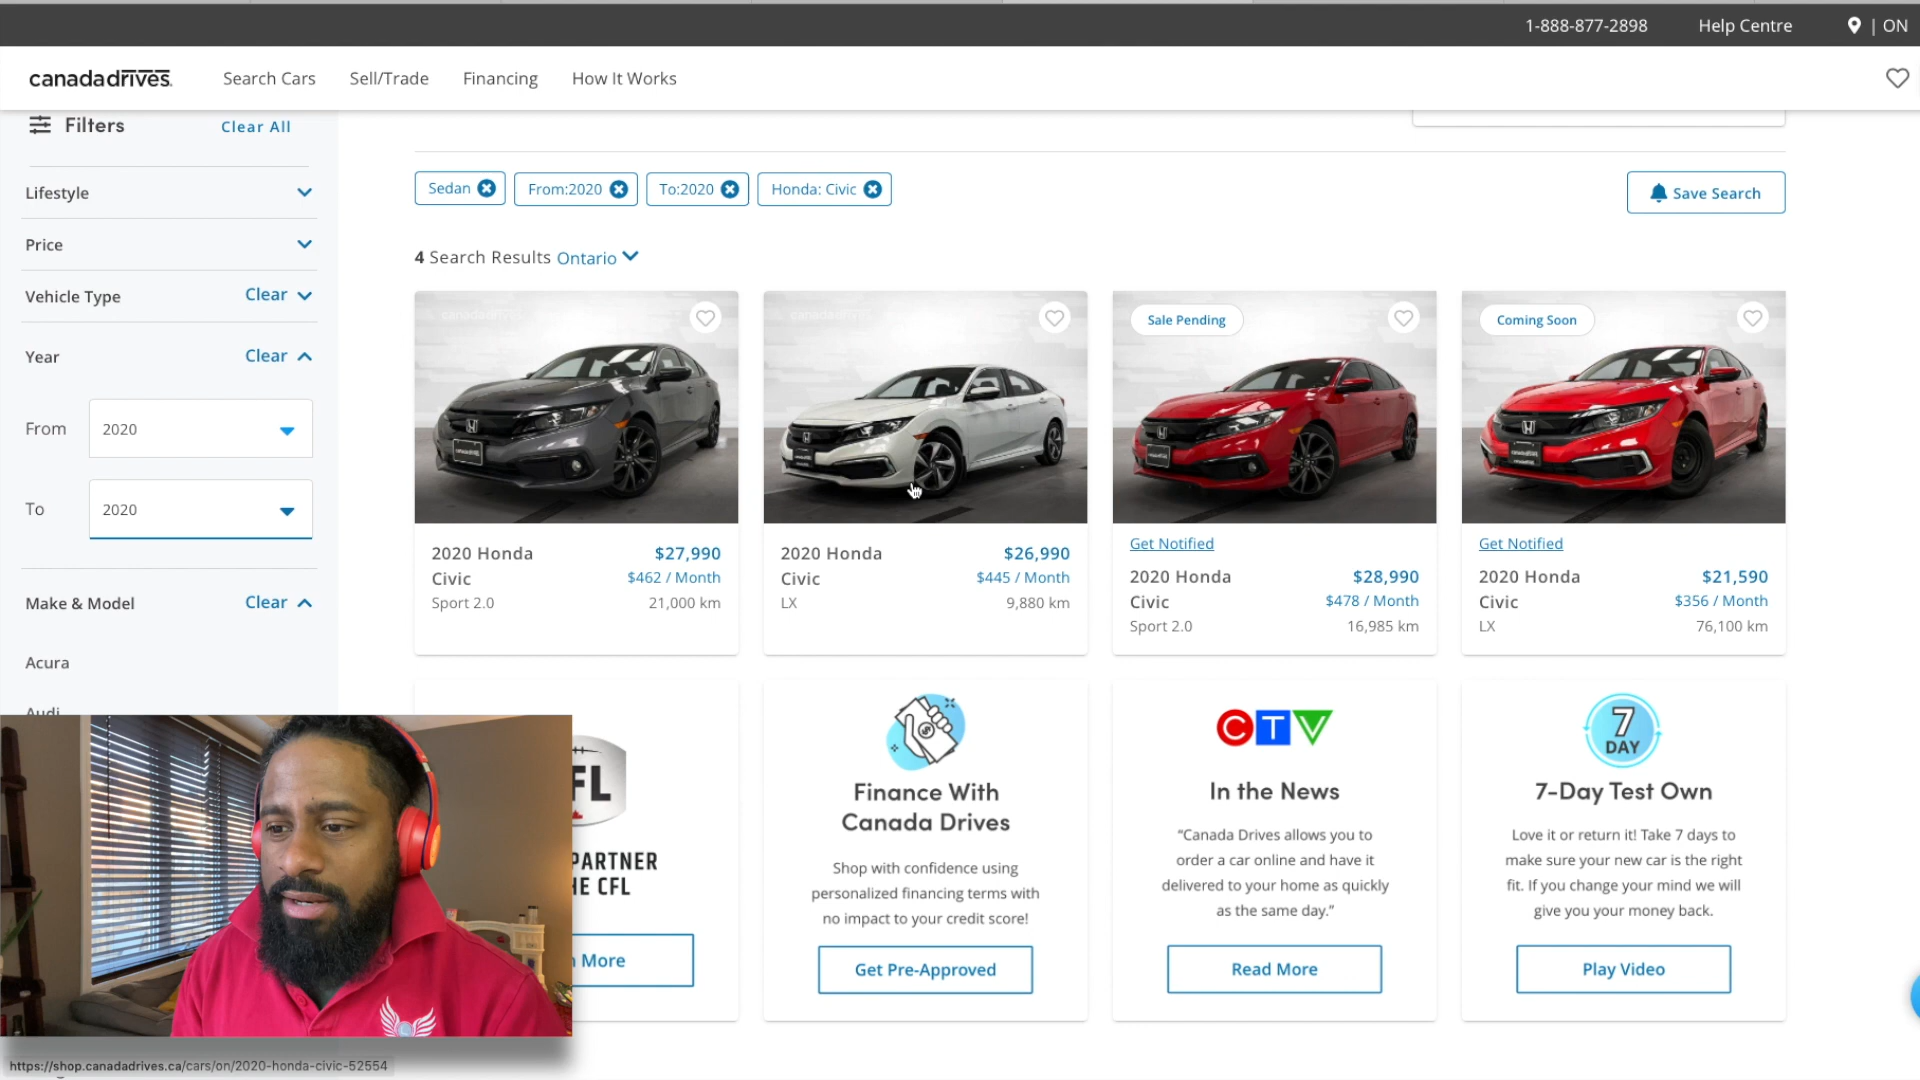 1-888-877-2898 Help Centre | ON
canadadrives. Search Cars Sell/Trade Financing How It Works
Filters Clear All
Lifestyle
Price
Vehicle Type Clear
Year Clear
From 2020
To 2020
Make & Model Clear
Acura
Audi
Sedan From:2020 To:2020 Honda: Civic
Save Search
4 Search Results Ontario
2020 Honda $27,990
Civic $462 / Month
Sport 2.0 21,000 km
2020 Honda $26,990
Civic $445 / Month
LX 9,880 km
Sale Pending
Get Notified
2020 Honda $28,990
Civic $478 / Month
Sport 2.0 16,985 km
Coming Soon
Get Notified
2020 Honda $21,590
Civic $356 / Month
LX 76,100 km
FL
PARTNER
HE CFL
More
Finance With
Canada Drives
Shop with confidence using
personalized financing terms with
no impact to your credit score!
Get Pre-Approved
CTV
In the News
“Canada Drives allows you to
order a car online and have it
delivered to your home as quickly
as the same day.”
Read More
7
DAY
7-Day Test Own
Love it or return it! Take 7 days to
make sure your new car is the right
fit. If you change your mind we will
give you your money back.
Play Video
https://shop.canadadrives.ca/cars/on/2020-honda-civic-52554